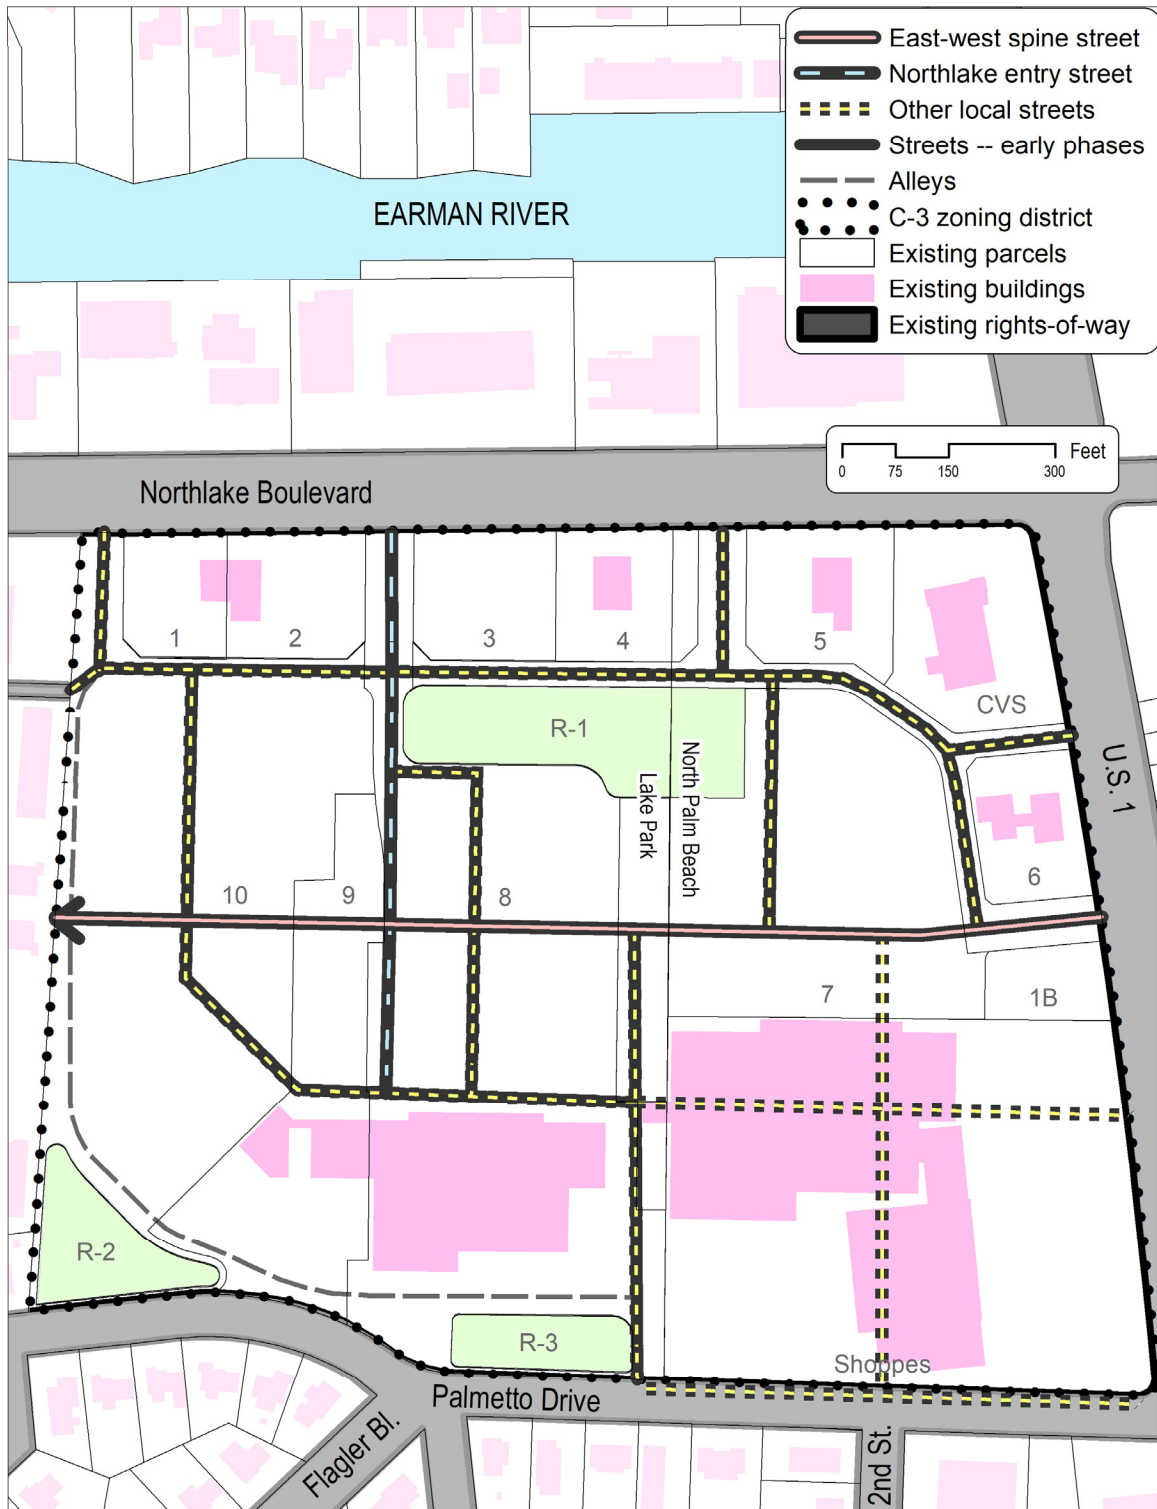 East-west spine street
Northlake entry street
Other local streets
Streets -- early phases
Alleys
C-3 zoning district
Existing parcels
Existing buildings
Existing rights-of-way
EARMAN RIVER
Feet
0 75 150 300
Northlake Boulevard
1 2 3 4 5
CVS
R-1
U.S. 1
North Palm Beach
Lake Park
6
10 9 8
7 1B
R-2
R-3
Shoppes
Palmetto Drive
Flagler Bl.
2nd St.